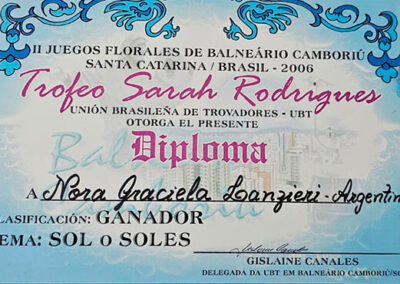 II JUEGOS FLORALES DE BALNEÁRIO CAMBORIÚ
SANTA CATARINA / BRASIL - 2006
Trofeo Sarah Rodrigues
UNIÓN BRASILEÑA DE TROVADORES - UBT
OTORGA EL PRESENTE
Diploma
A Nora Graciela Lanzieri - Argentin
CLASIFICACIÓN: GANADOR
EMA: SOL o SOLES
GISLAINE CANALES
DELEGADA DA UBT EM BALNEÁRIO CAMBORIÚ/SC